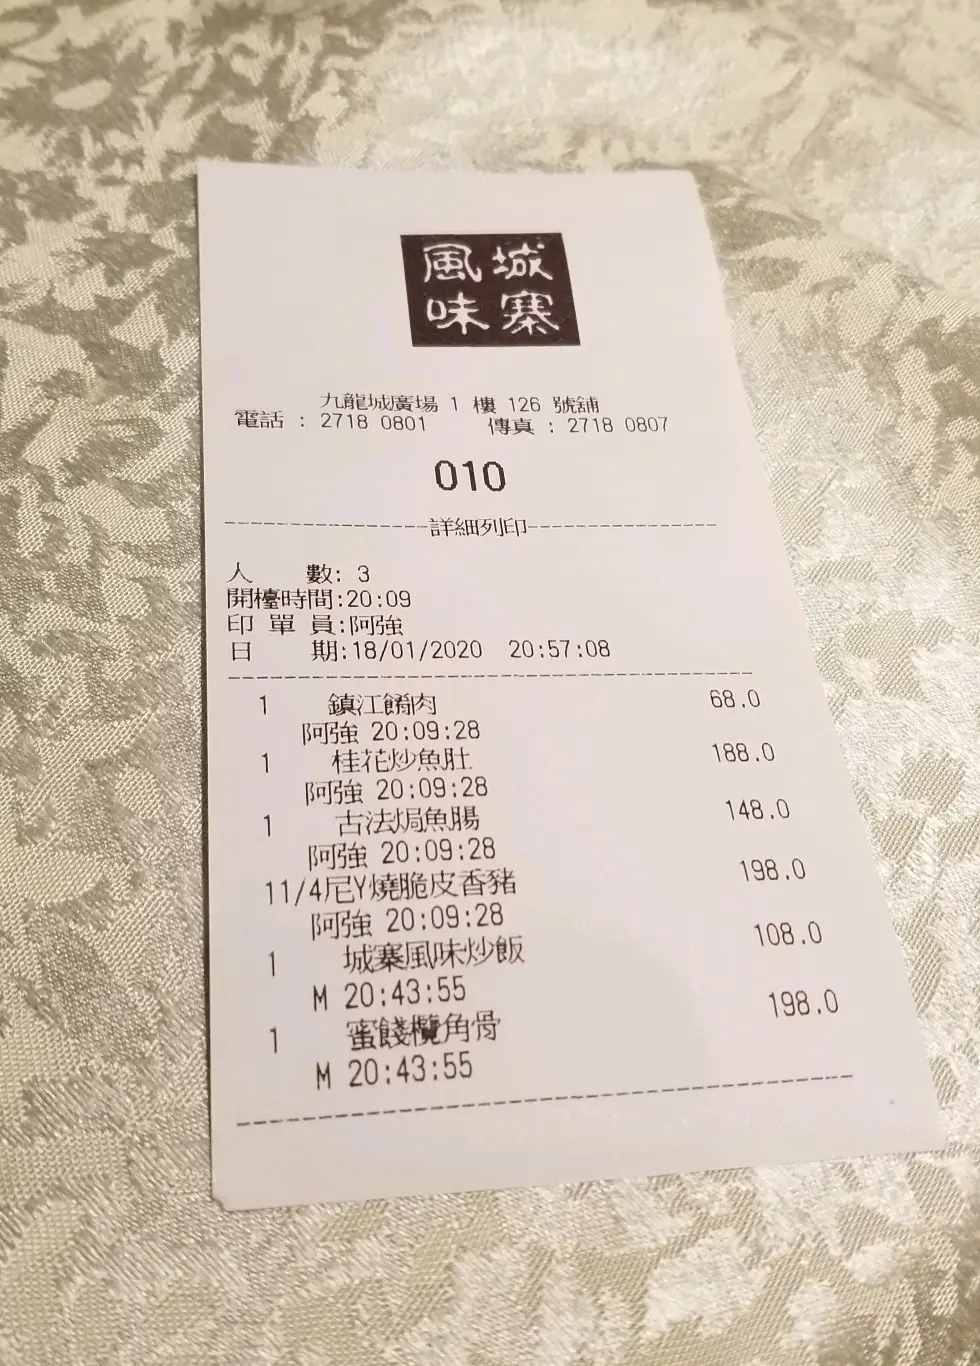 城寨
風味
九龍城廣場 1 樓 126 號舖
電話 : 2718 0801 傳真 : 2718 0807
010
--------------------詳細列印--------------------
人 數: 3
開檯時間:20:09
印 單 員:阿強
日 期:18/01/2020 20:57:08
1 鎮江餚肉 68.0
阿強 20:09:28
1 桂花炒魚肚 188.0
阿強 20:09:28
1 古法焗魚腸 148.0
阿強 20:09:28
11/4尼Y燒脆皮香豬 198.0
阿強 20:09:28
1 城寨風味炒飯 108.0
M 20:43:55
1 蜜餞欖角骨 198.0
M 20:43:55